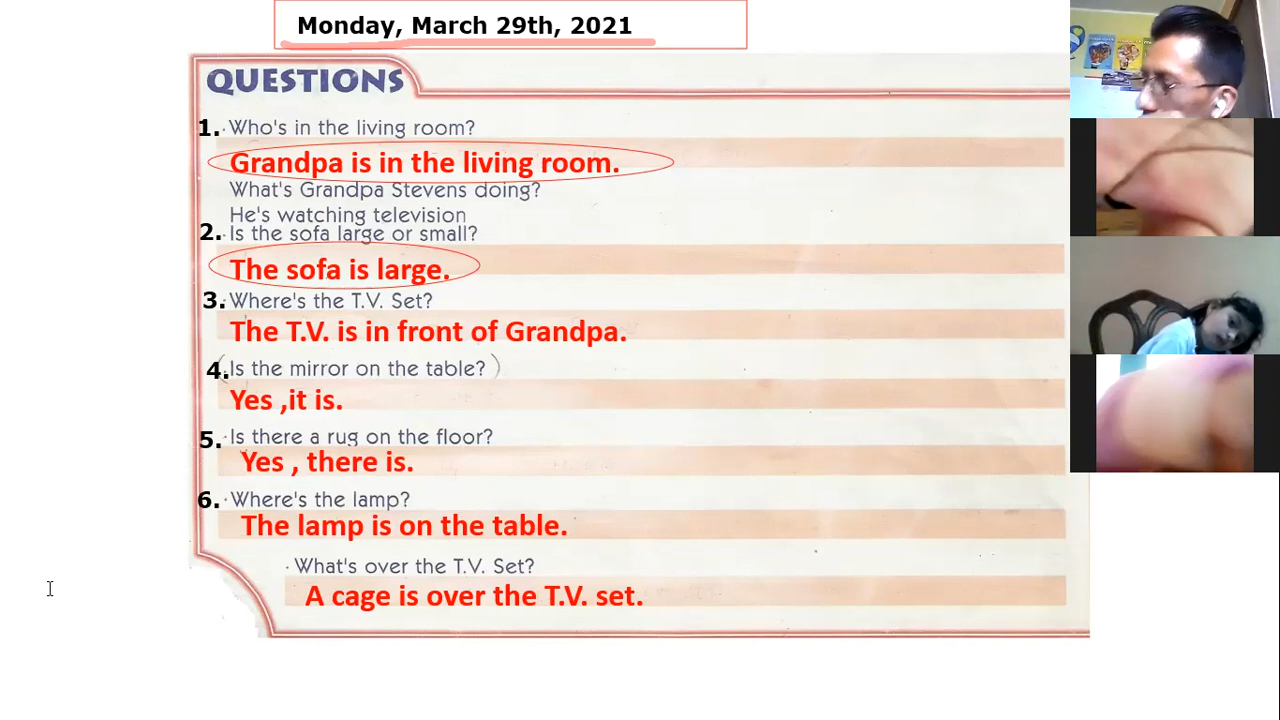 Monday, March 29th, 2021
QUESTIONS
1. · Who's in the living room?
Grandpa is in the living room.
What's Grandpa Stevens doing?
He's watching television
2. · Is the sofa large or small?
The sofa is large.
3. · Where's the T.V. Set?
The T.V. is in front of Grandpa.
4. (Is the mirror on the table?)
Yes ,it is.
5. · Is there a rug on the floor?
Yes , there is.
6. · Where's the lamp?
The lamp is on the table.
· What's over the T.V. Set?
A cage is over the T.V. set.